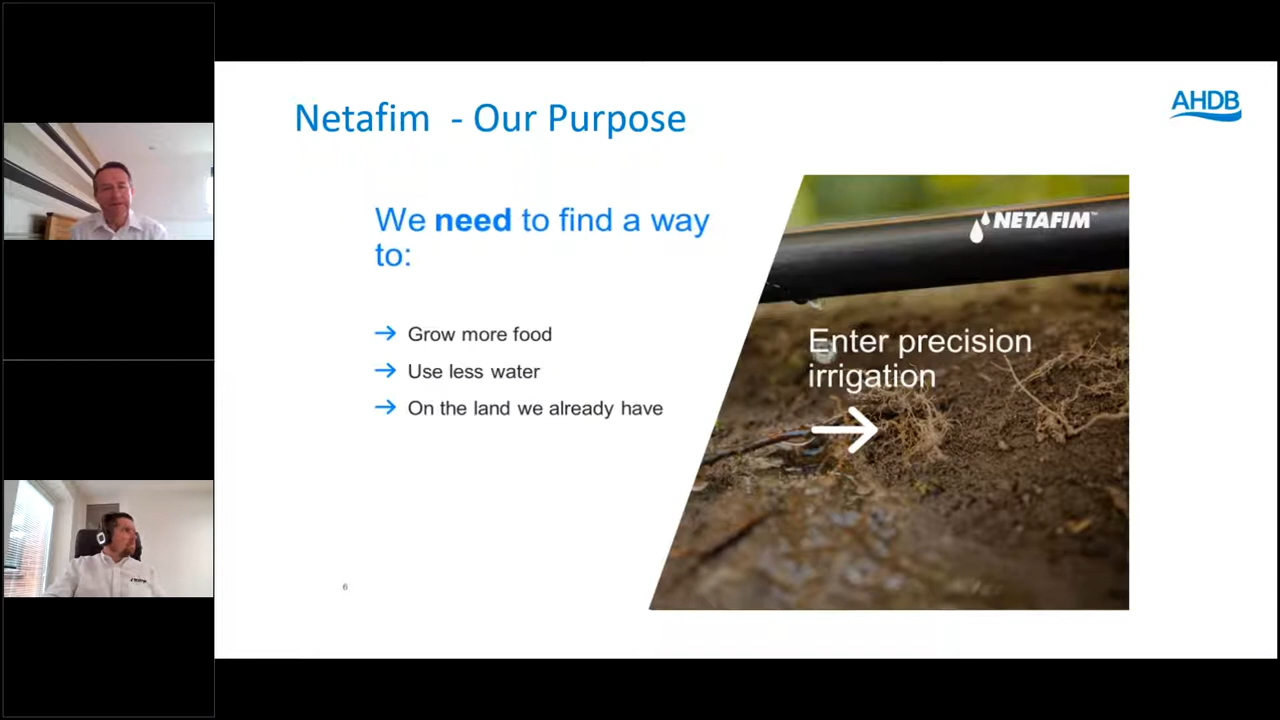 Netafim - Our Purpose
AHDB
We need to find a way
to:
Grow more food
Use less water
On the land we already have
NETAFIM™
Enter precision
irrigation
6